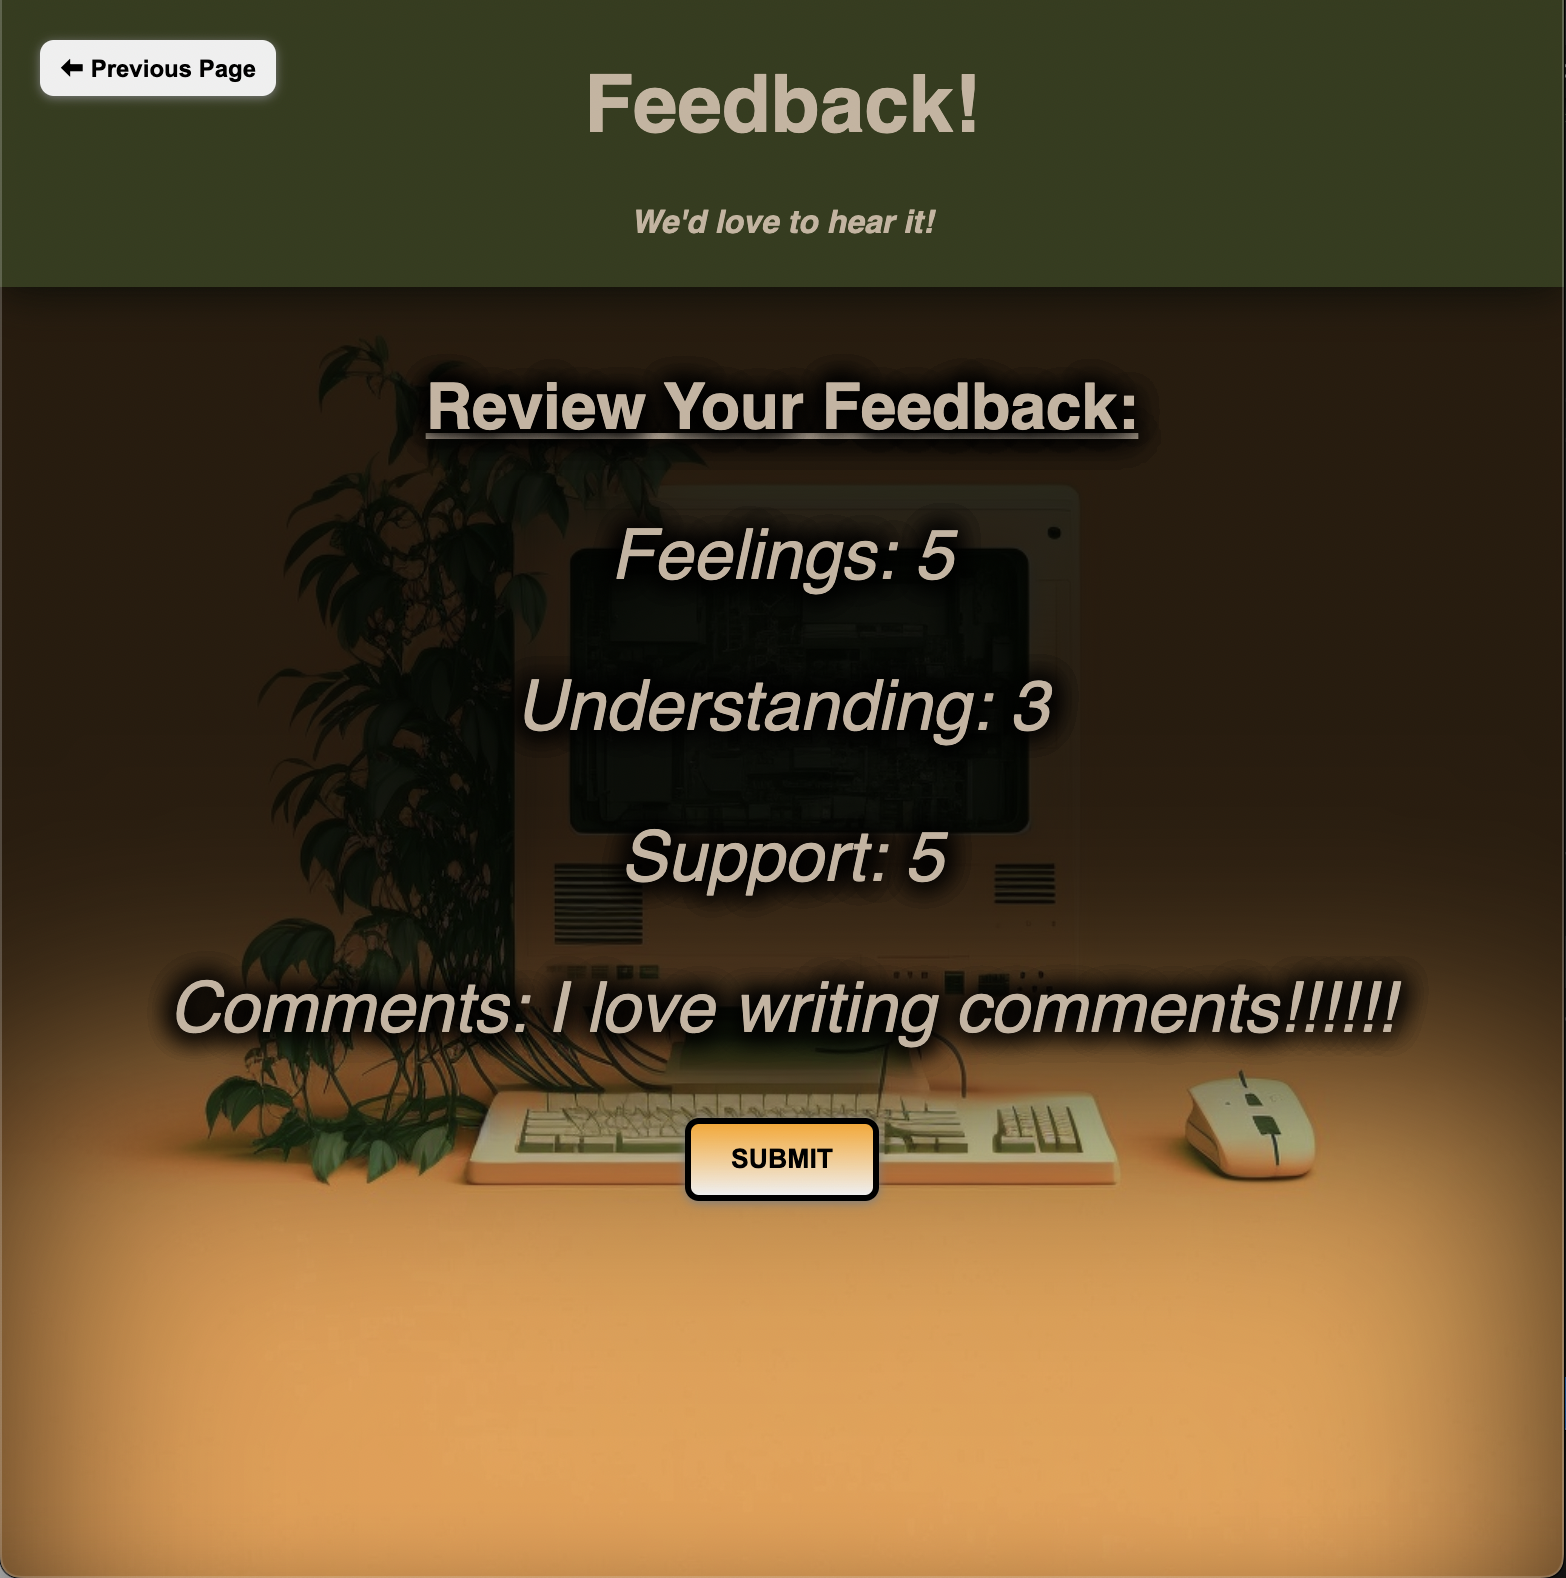 ⬅ Previous Page
Feedback!
We'd love to hear it!
Review Your Feedback:
Feelings: 5
Understanding: 3
Support: 5
Comments: I love writing comments!!!!!!
SUBMIT